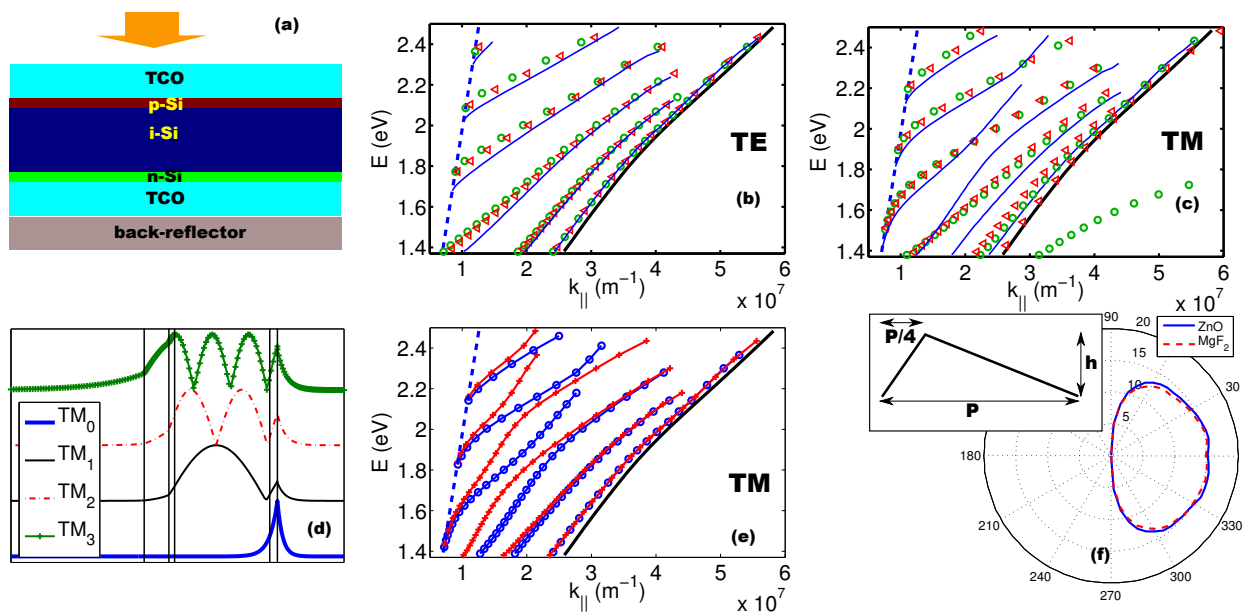 (a)
TCO
p-Si
i-Si
n-Si
TCO
back-reflector
2.4
2.2
2
1.8
1.6
1.4
E (eV)
TE
(b)
1 2 3 4 5 6
k|| (m⁻¹)
x 10⁷
2.4
2.2
2
1.8
1.6
1.4
E (eV)
TM
(c)
1 2 3 4 5 6
k|| (m⁻¹)
x 10⁷
TM₀
TM₁
TM₂
TM₃
(d)
2.4
2.2
2
1.8
1.6
1.4
E (eV)
TM
(e)
1 2 3 4 5 6
k|| (m⁻¹)
x 10⁷
P/4
h
P
ZnO
MgF₂
90
20
15
10
5
30
180
330
210
240
270
300
(f)